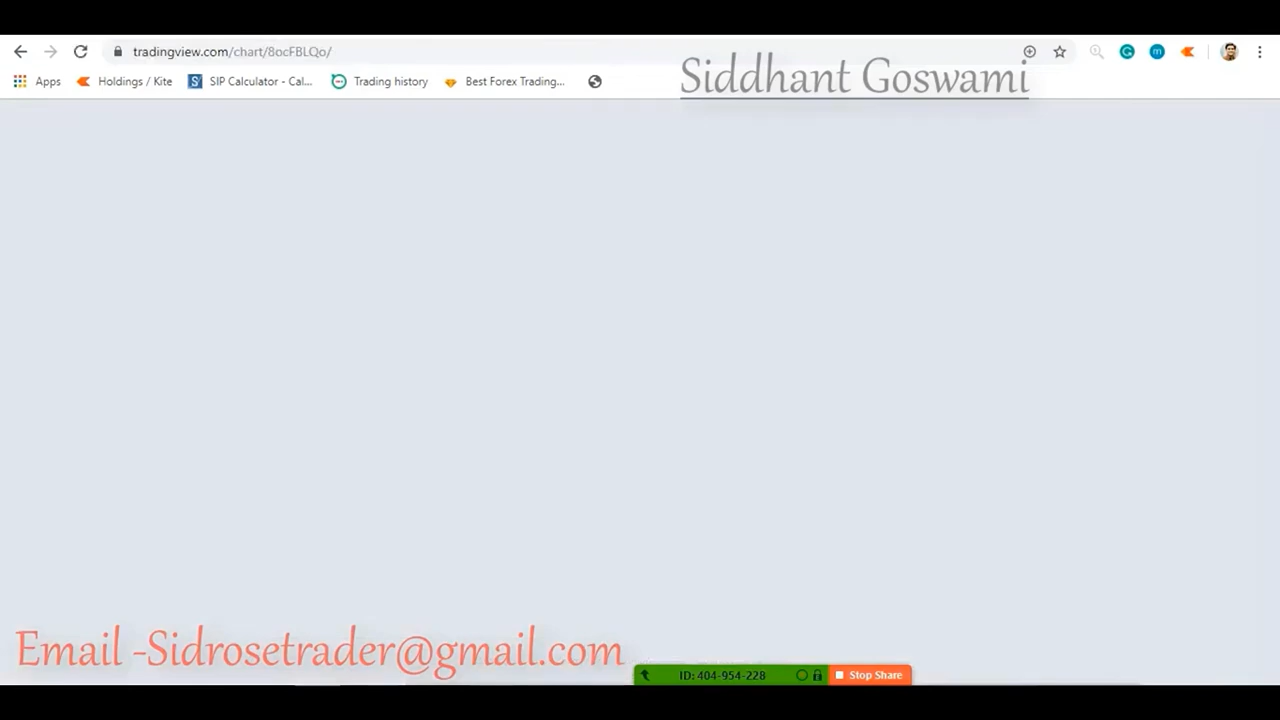 tradingview.com/chart/8ocFBLQo/
Siddhant Goswami
Apps Holdings / Kite SIP Calculator - Cal... Trading history Best Forex Trading...
Email -Sidrosetrader@gmail.com
ID: 404-954-228 Stop Share